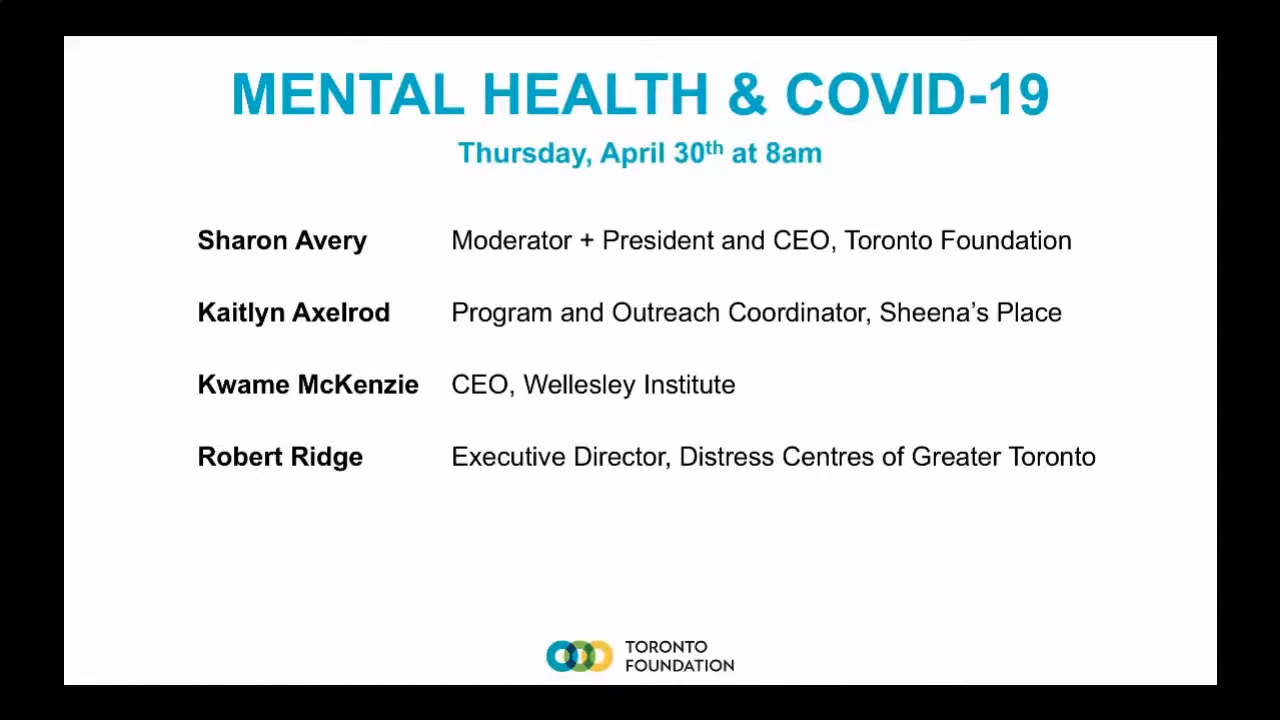 MENTAL HEALTH & COVID-19
Thursday, April 30th at 8am
Sharon Avery Moderator + President and CEO, Toronto Foundation
Kaitlyn Axelrod Program and Outreach Coordinator, Sheena’s Place
Kwame McKenzie CEO, Wellesley Institute
Robert Ridge Executive Director, Distress Centres of Greater Toronto
TORONTO
FOUNDATION